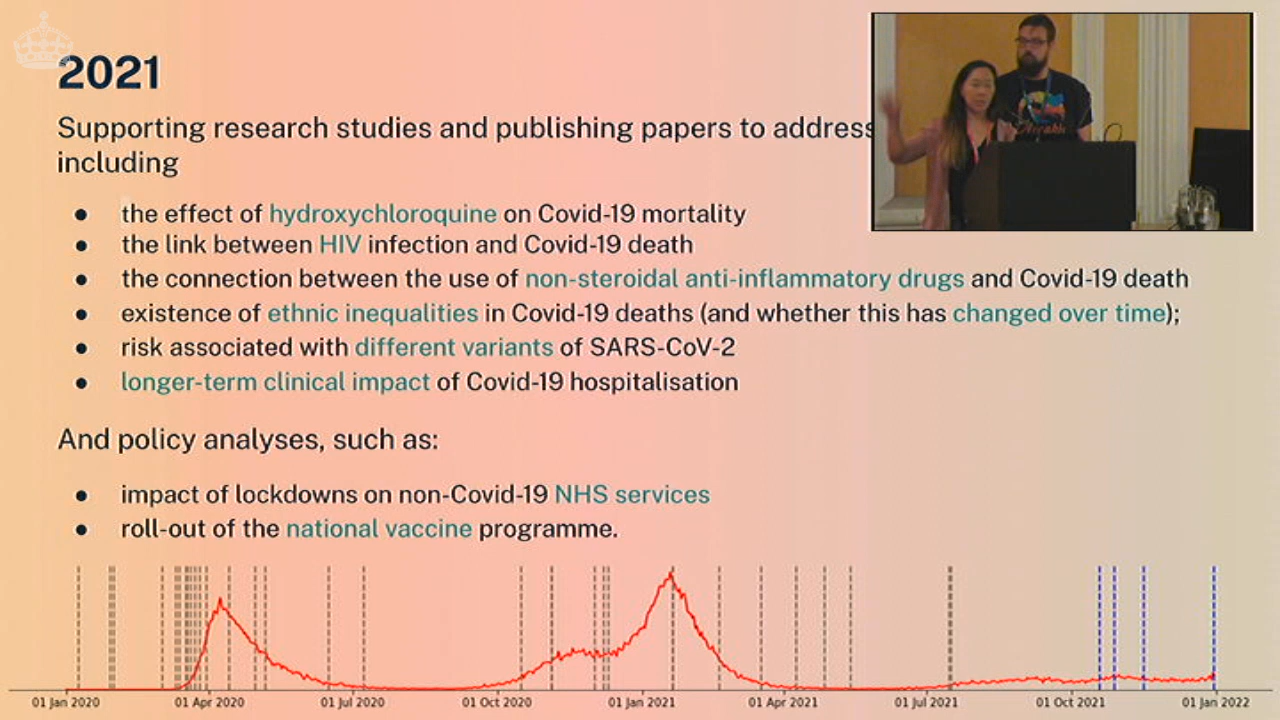 2021
Supporting research studies and publishing papers to address
including
● the effect of hydroxychloroquine on Covid-19 mortality
● the link between HIV infection and Covid-19 death
● the connection between the use of non-steroidal anti-inflammatory drugs and Covid-19 death
● existence of ethnic inequalities in Covid-19 deaths (and whether this has changed over time);
● risk associated with different variants of SARS-CoV-2
● longer-term clinical impact of Covid-19 hospitalisation
And policy analyses, such as:
● impact of lockdowns on non-Covid-19 NHS services
● roll-out of the national vaccine programme.
01 Jan 2020 01 Apr 2020 01 Jul 2020 01 Oct 2020 01 Jan 2021 01 Apr 2021 01 Jul 2021 01 Oct 2021 01 Jan 2022